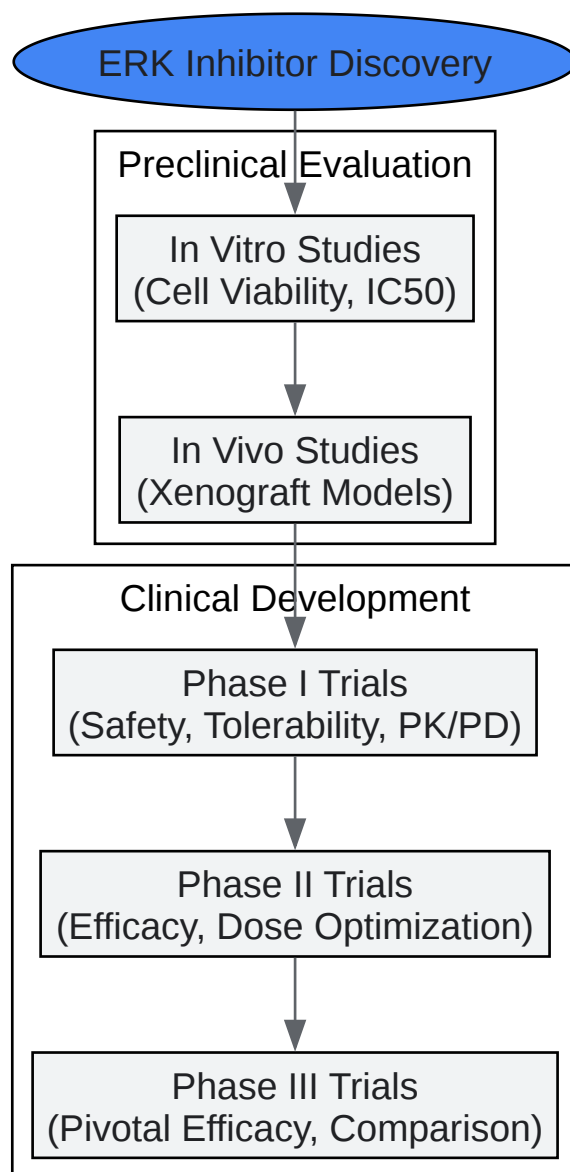 ERK Inhibitor Discovery
Preclinical Evaluation
In Vitro Studies
(Cell Viability, IC50)
In Vivo Studies
(Xenograft Models)
Clinical Development
Phase I Trials
(Safety, Tolerability, PK/PD)
Phase II Trials
(Efficacy, Dose Optimization)
Phase III Trials
(Pivotal Efficacy, Comparison)